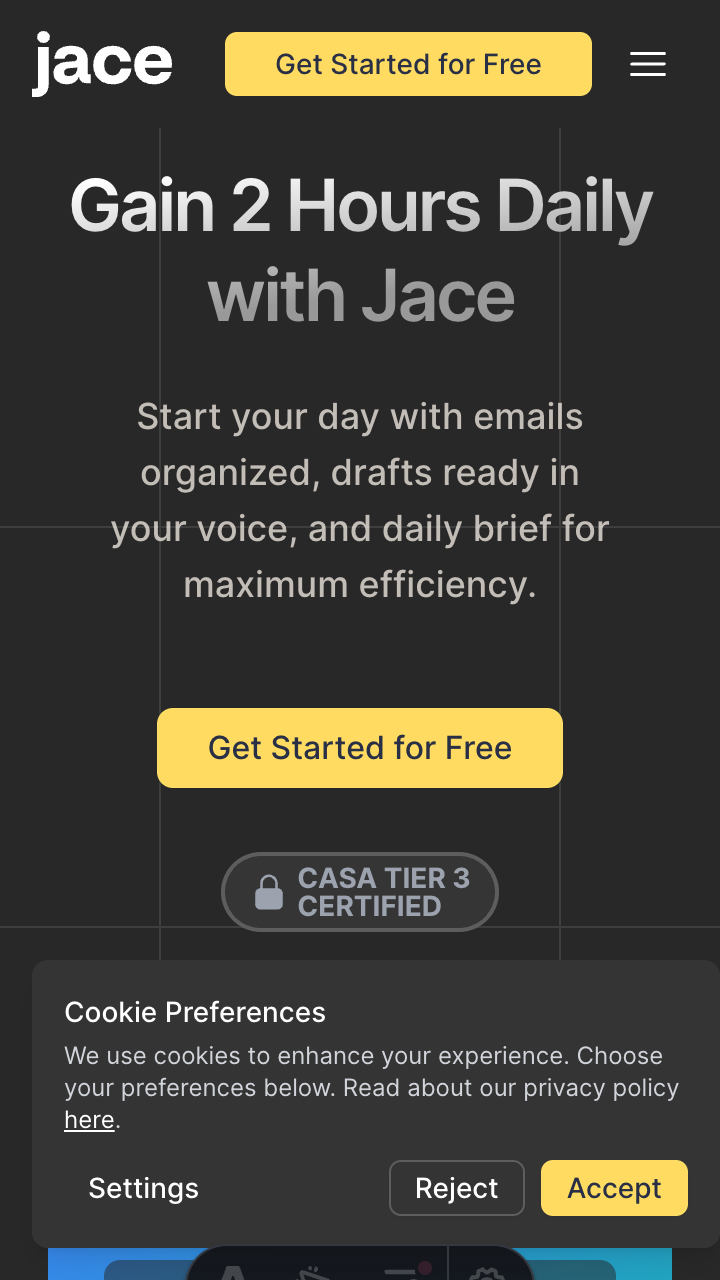 jace
Get Started for Free
Gain 2 Hours Daily
with Jace
Start your day with emails
organized, drafts ready in
your voice, and daily brief for
maximum efficiency.
Get Started for Free
CASA TIER 3
CERTIFIED
Cookie Preferences
We use cookies to enhance your experience. Choose
your preferences below. Read about our privacy policy
here.
Settings
Reject
Accept